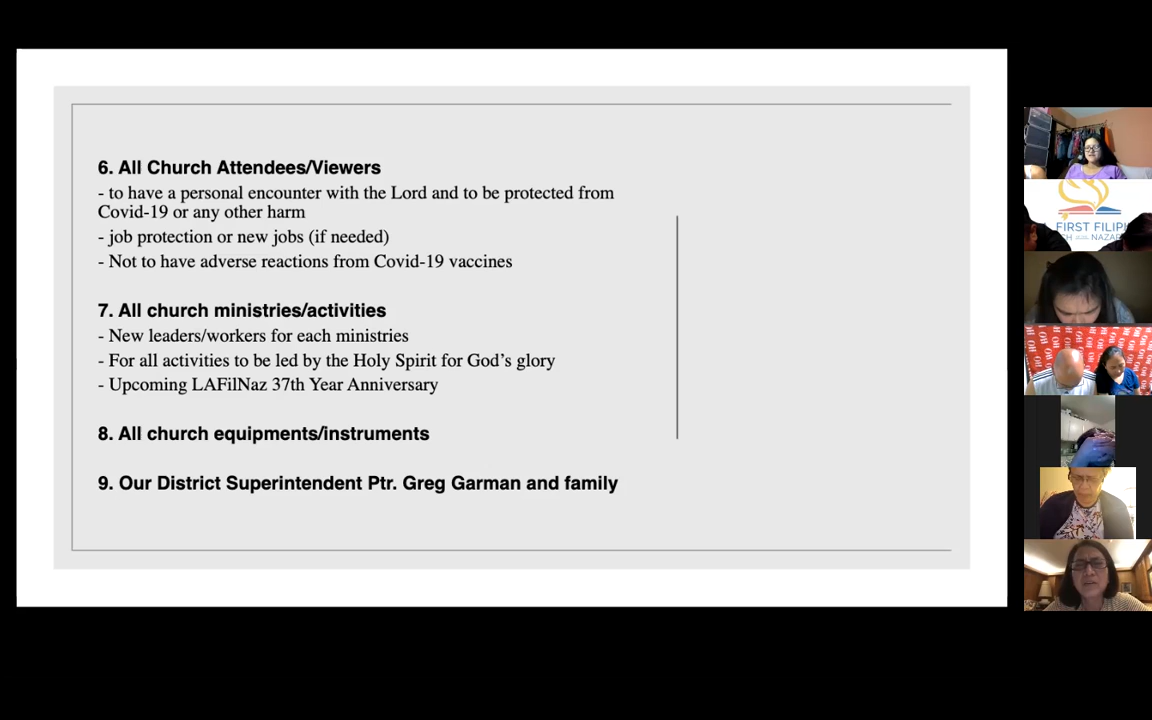 6. All Church Attendees/Viewers
- to have a personal encounter with the Lord and to be protected from
Covid-19 or any other harm
- job protection or new jobs (if needed)
- Not to have adverse reactions from Covid-19 vaccines
7. All church ministries/activities
- New leaders/workers for each ministries
- For all activities to be led by the Holy Spirit for God’s glory
- Upcoming LAFilNaz 37th Year Anniversary
8. All church equipments/instruments
9. Our District Superintendent Ptr. Greg Garman and family
FIRST FILIPI
CH
NAZAR